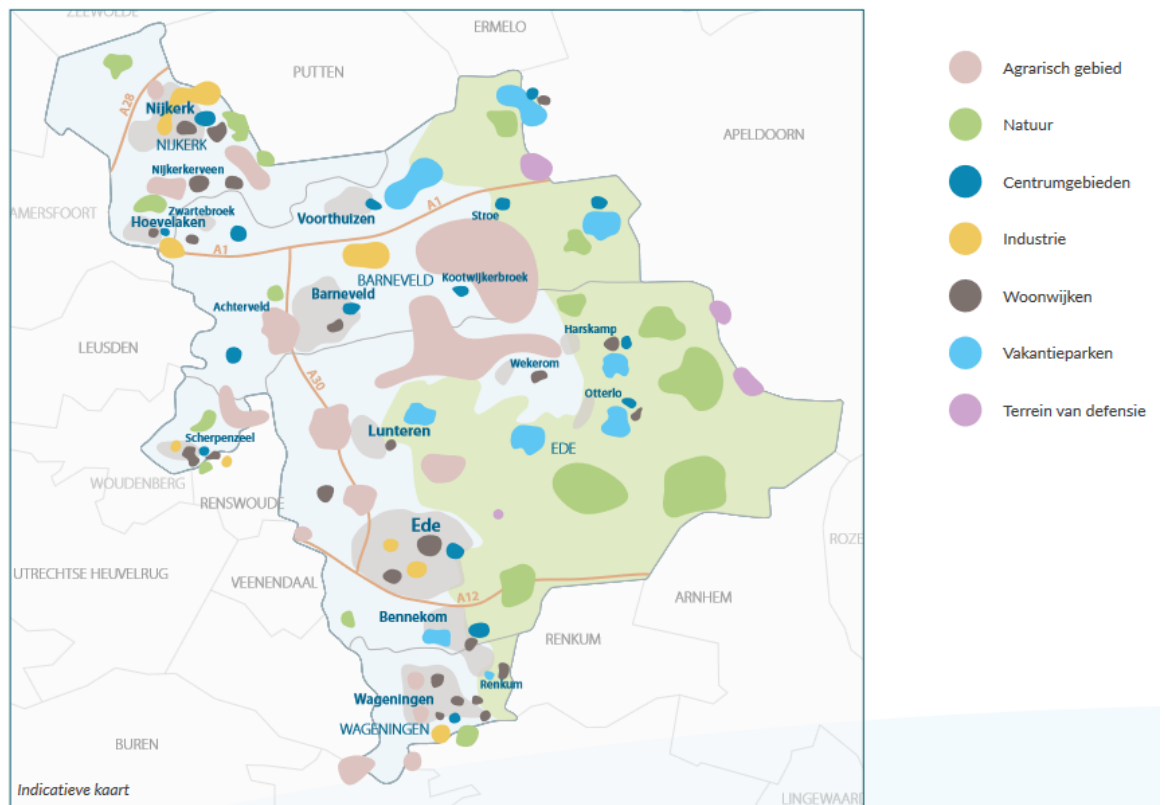 ZEEWOLDE
ERMELO
PUTTEN
A28
Nijkerk
NIJKERK
APELDOORN
Nijkerkerveen
AMERSFOORT
Zwartebroek
Hoevelaken
Voorthuizen
A1
Stroe
A1
BARNEVELD
Kootwijkerbroek
Barneveld
Achterveld
LEUSDEN
Harskamp
Wekerom
A30
Otterlo
Lunteren
EDE
Scherpenzeel
WOUDENBERG
RENSWOUDE
Ede
ROZE
UTRECHTSE HEUVELRUG
VEENENDAAL
A12
ARNHEM
Bennekom
RENKUM
Renkum
Wageningen
WAGENINGEN
BUREN
Indicatieve kaart
LINGEWAARD
Agrarisch gebied
Natuur
Centrumgebieden
Industrie
Woonwijken
Vakantieparken
Terrein van defensie